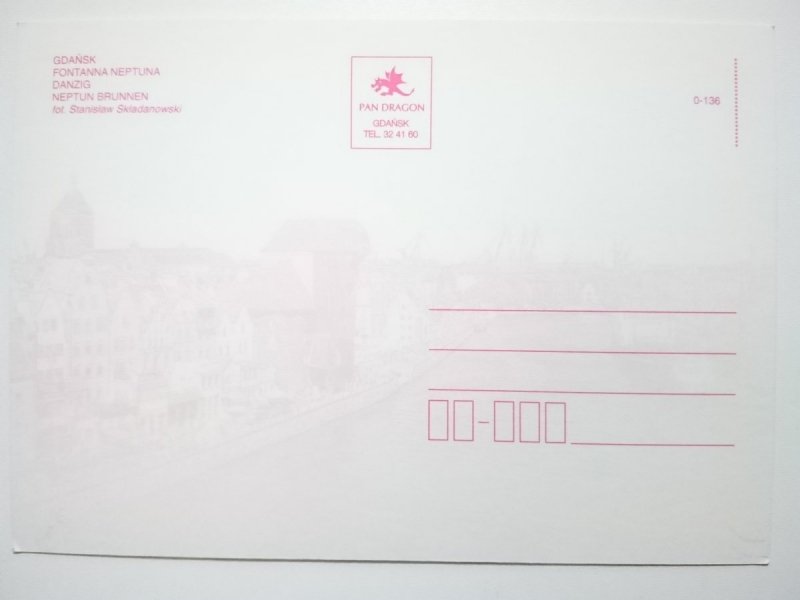 GDAŃSK
FONTANNA NEPTUNA
DANZIG
NEPTUN BRUNNEN
fot. Stanisław Składanowski
PAN DRAGON
GDAŃSK
TEL. 32 41 60
0-136